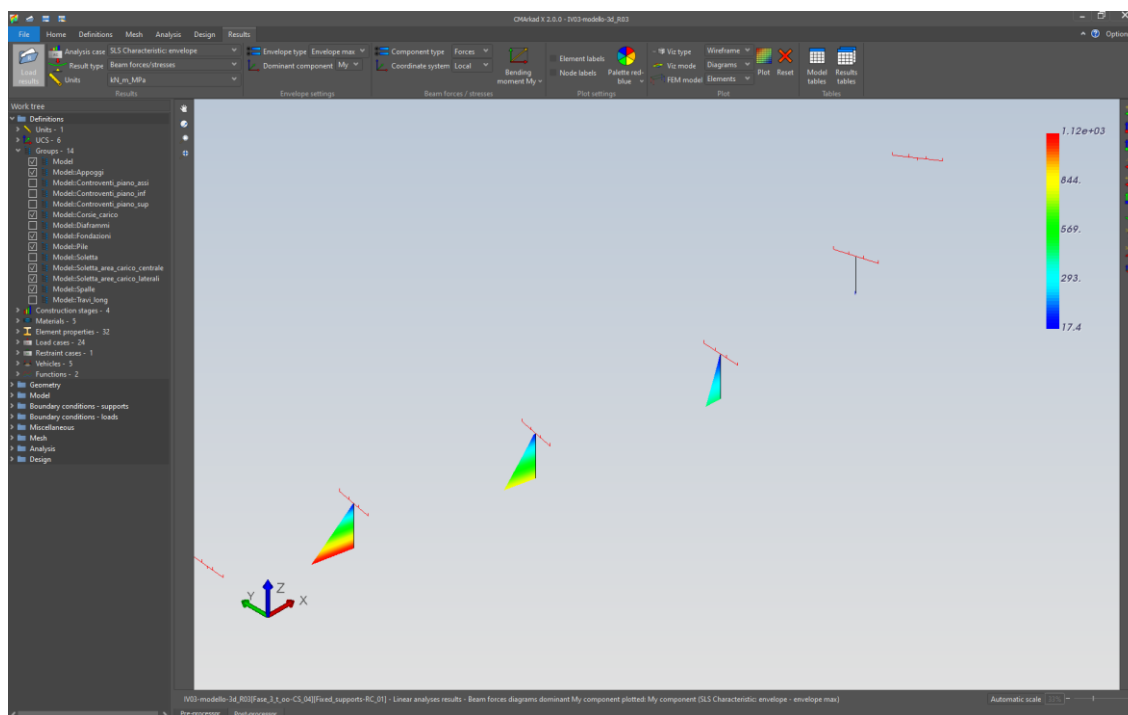 CMArkad X 2.0.0 - IV03-modello-3d_R03
File Home Definitions Mesh Analysis Design Results
Option
Load results
Analysis case SLS Characteristic: envelope
Result type Beam forces/stresses
Units kN_m_MPa
Results
Envelope type Envelope max
Dominant component My
Envelope settings
Component type Forces
Coordinate system Local
Bending moment My
Beam forces / stresses
Element labels
Node labels
Palette red-blue
Plot settings
Viz type Wireframe
Viz mode Diagrams
FEM model Elements
Plot Reset
Plot
Model tables
Results tables
Tables
Work tree
Definitions
Units - 1
UCS - 6
Groups - 14
Model
Model::Appoggi
Model::Controventi_piano_assi
Model::Controventi_piano_inf
Model::Controventi_piano_sup
Model::Corsie_carico
Model::Diaframmi
Model::Fondazioni
Model::Pile
Model::Soletta
Model::Soletta_area_carico_centrale
Model::Soletta_aree_carico_laterali
Model::Spalle
Model::Travi_long
Construction stages - 4
Materials - 5
Element properties - 32
Load cases - 24
Restraint cases - 1
Vehicles - 5
Functions - 2
Geometry
Model
Boundary conditions - supports
Boundary conditions - loads
Miscellaneous
Mesh
Analysis
Design
1.12e+03
844.
569.
293.
17.4
Z
Y
X
IV03-modello-3d_R03[Fase_3_t_oo-CS_04][Fixed_supports-RC_01] - Linear analyses results - Beam forces diagrams dominant My component plotted: My component (SLS Characteristic: envelope - envelope max)
Automatic scale
Pre-processor Post-processor